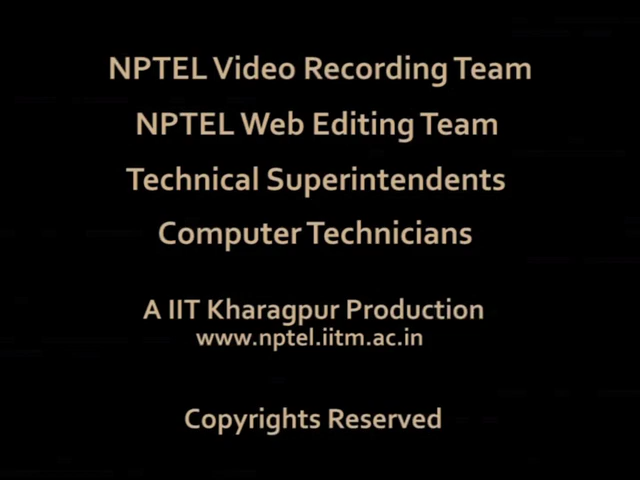 NPTEL Video Recording Team
NPTEL Web Editing Team
Technical Superintendents
Computer Technicians
A IIT Kharagpur Production
www.nptel.iitm.ac.in
Copyrights Reserved